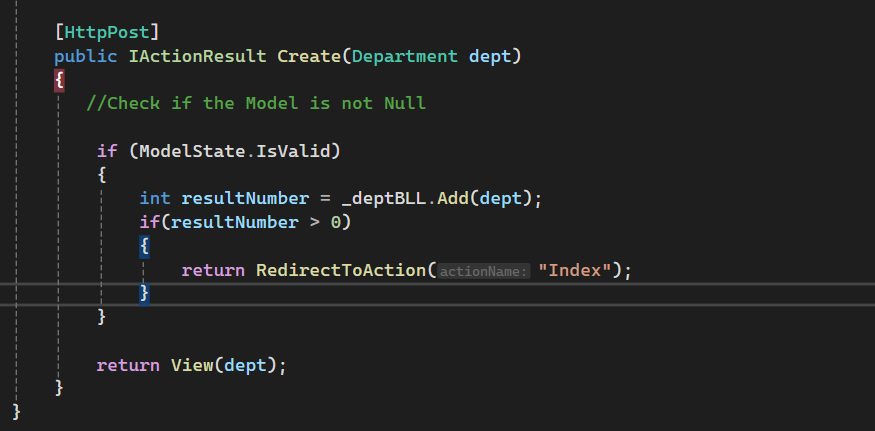 [HttpPost]
public IActionResult Create(Department dept)
{
//Check if the Model is not Null
if (ModelState.IsValid)
{
int resultNumber = _deptBLL.Add(dept);
if(resultNumber > 0)
{
return RedirectToAction(actionName: "Index");
}
}
return View(dept);
}
}